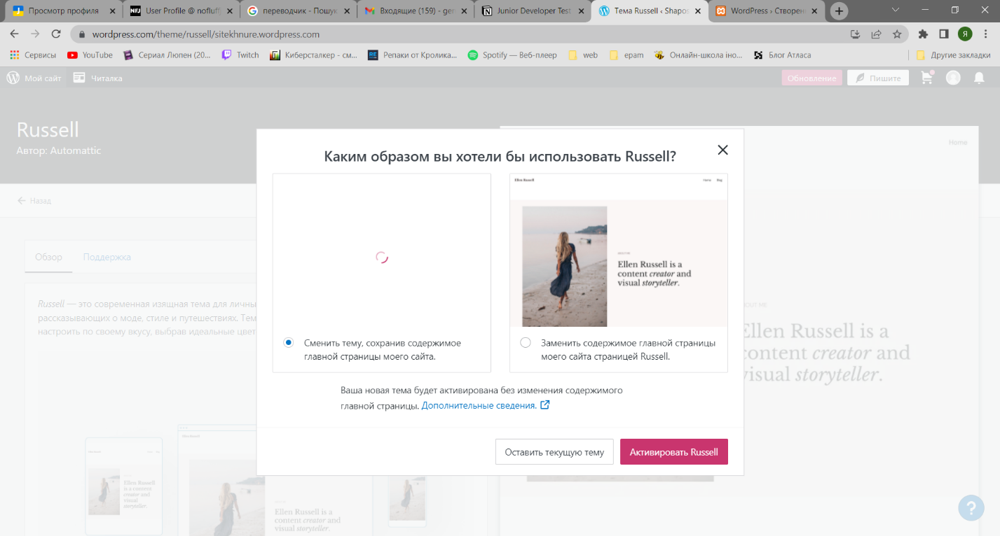 Просмотр профиля
User Profile @ nofluffj
переводчик - Пошук
Входящие (159) - ger
Junior Developer Test
Тема Russell ‹ Shapos
WordPress › Створен
wordpress.com/theme/russell/sitekhnure.wordpress.com
Я
Сервисы
YouTube
Сериал Люпен (20...
Twitch
Киберсталкер - см...
Репаки от Кролика...
Spotify — Веб-плеер
web
epam
Онлайн-школа іно...
Блог Атласа
Другие закладки
Мой сайт
Читалка
Обновление
Пишите
Russell
Автор: Automattic
Home
Назад
Обзор
Поддержка
Russell — это современная изящная тема для личны
рассказывающих о моде, стиле и путешествиях. Тем
настроить по своему вкусу, выбрав идеальные цвет
Каким образом вы хотели бы использовать Russell?
Ellen Russell
Home
Blog
Ellen Russell is a
content creator and
visual storyteller.
Сменить тему, сохранив содержимое
главной страницы моего сайта.
Заменить содержимое главной страницы
моего сайта страницей Russell.
Ваша новая тема будет активирована без изменения содержимого
главной страницы. Дополнительные сведения.
Оставить текущую тему
Активировать Russell
OUT ME
Ellen Russell is a
content creator and
visual storyteller.
Ellen Russell
is a content
creator and
visual
storyteller.
Ellen Russell is a
content creator and
visual storyteller.
?